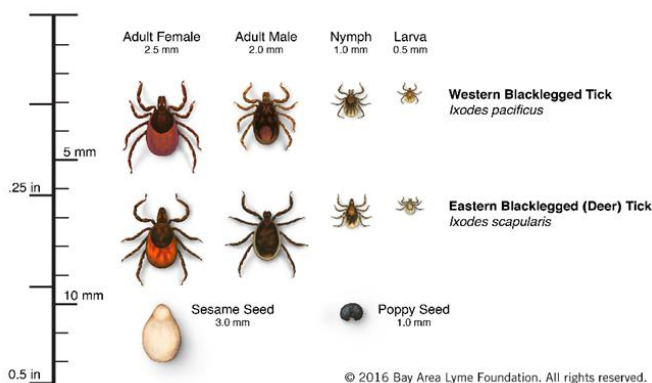 Adult Female
2.5 mm
Adult Male
2.0 mm
Nymph
1.0 mm
Larva
0.5 mm
Western Blacklegged Tick
Ixodes pacificus
5 mm
.25 in
Eastern Blacklegged (Deer) Tick
Ixodes scapularis
10 mm
Sesame Seed
3.0 mm
Poppy Seed
1.0 mm
0.5 in
© 2016 Bay Area Lyme Foundation. All rights reserved.